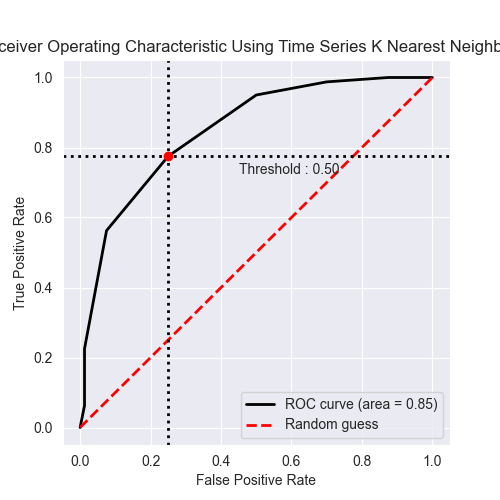 ceiver Operating Characteristic Using Time Series K Nearest Neighb
1.0
0.8
Threshold : 0.50
0.6
True Positive Rate
0.4
0.2
ROC curve (area = 0.85)
Random guess
0.0
0.0 0.2 0.4 0.6 0.8 1.0
False Positive Rate